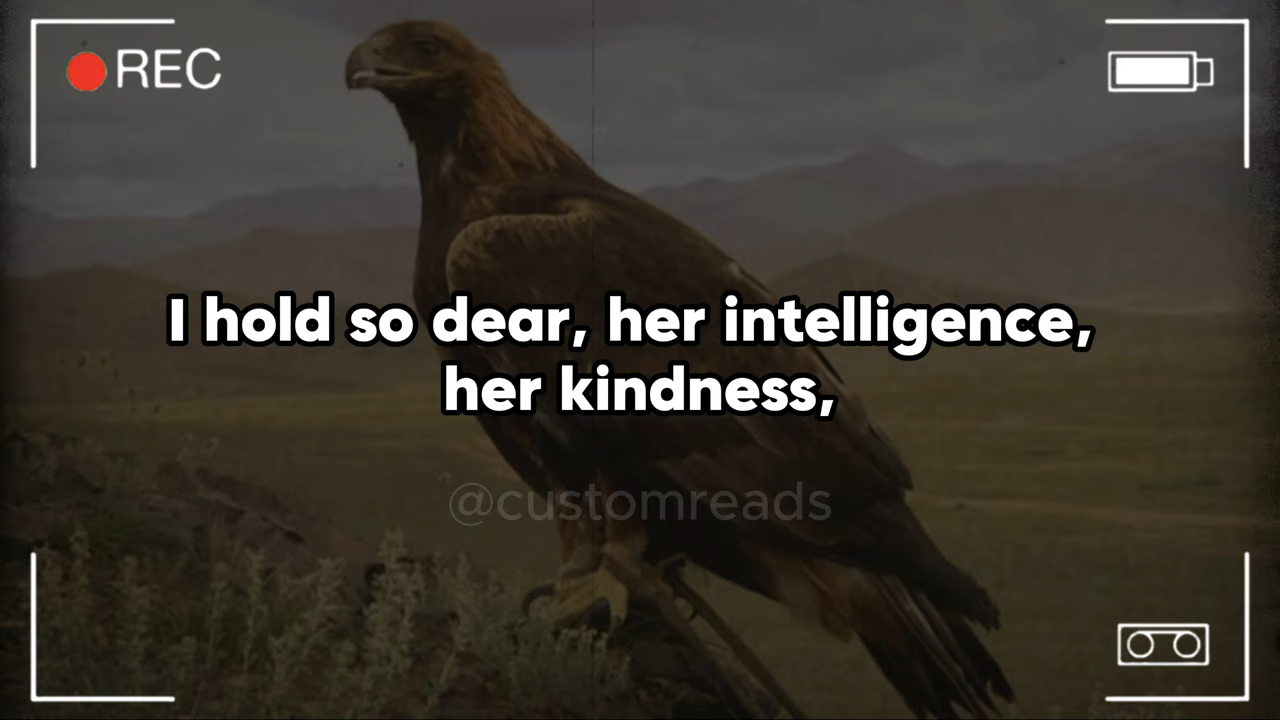 REC
I hold so dear, her intelligence,
her kindness,
@customreads